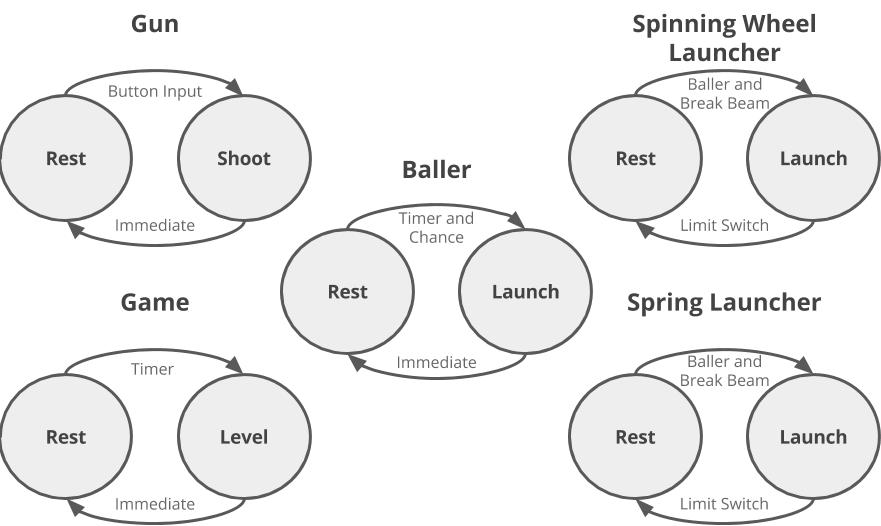 Gun
Button Input
Rest
Shoot
Immediate
Game
Timer
Rest
Level
Immediate
Baller
Timer and
Chance
Rest
Launch
Immediate
Spinning Wheel
Launcher
Baller and
Break Beam
Rest
Launch
Limit Switch
Spring Launcher
Baller and
Break Beam
Rest
Launch
Limit Switch